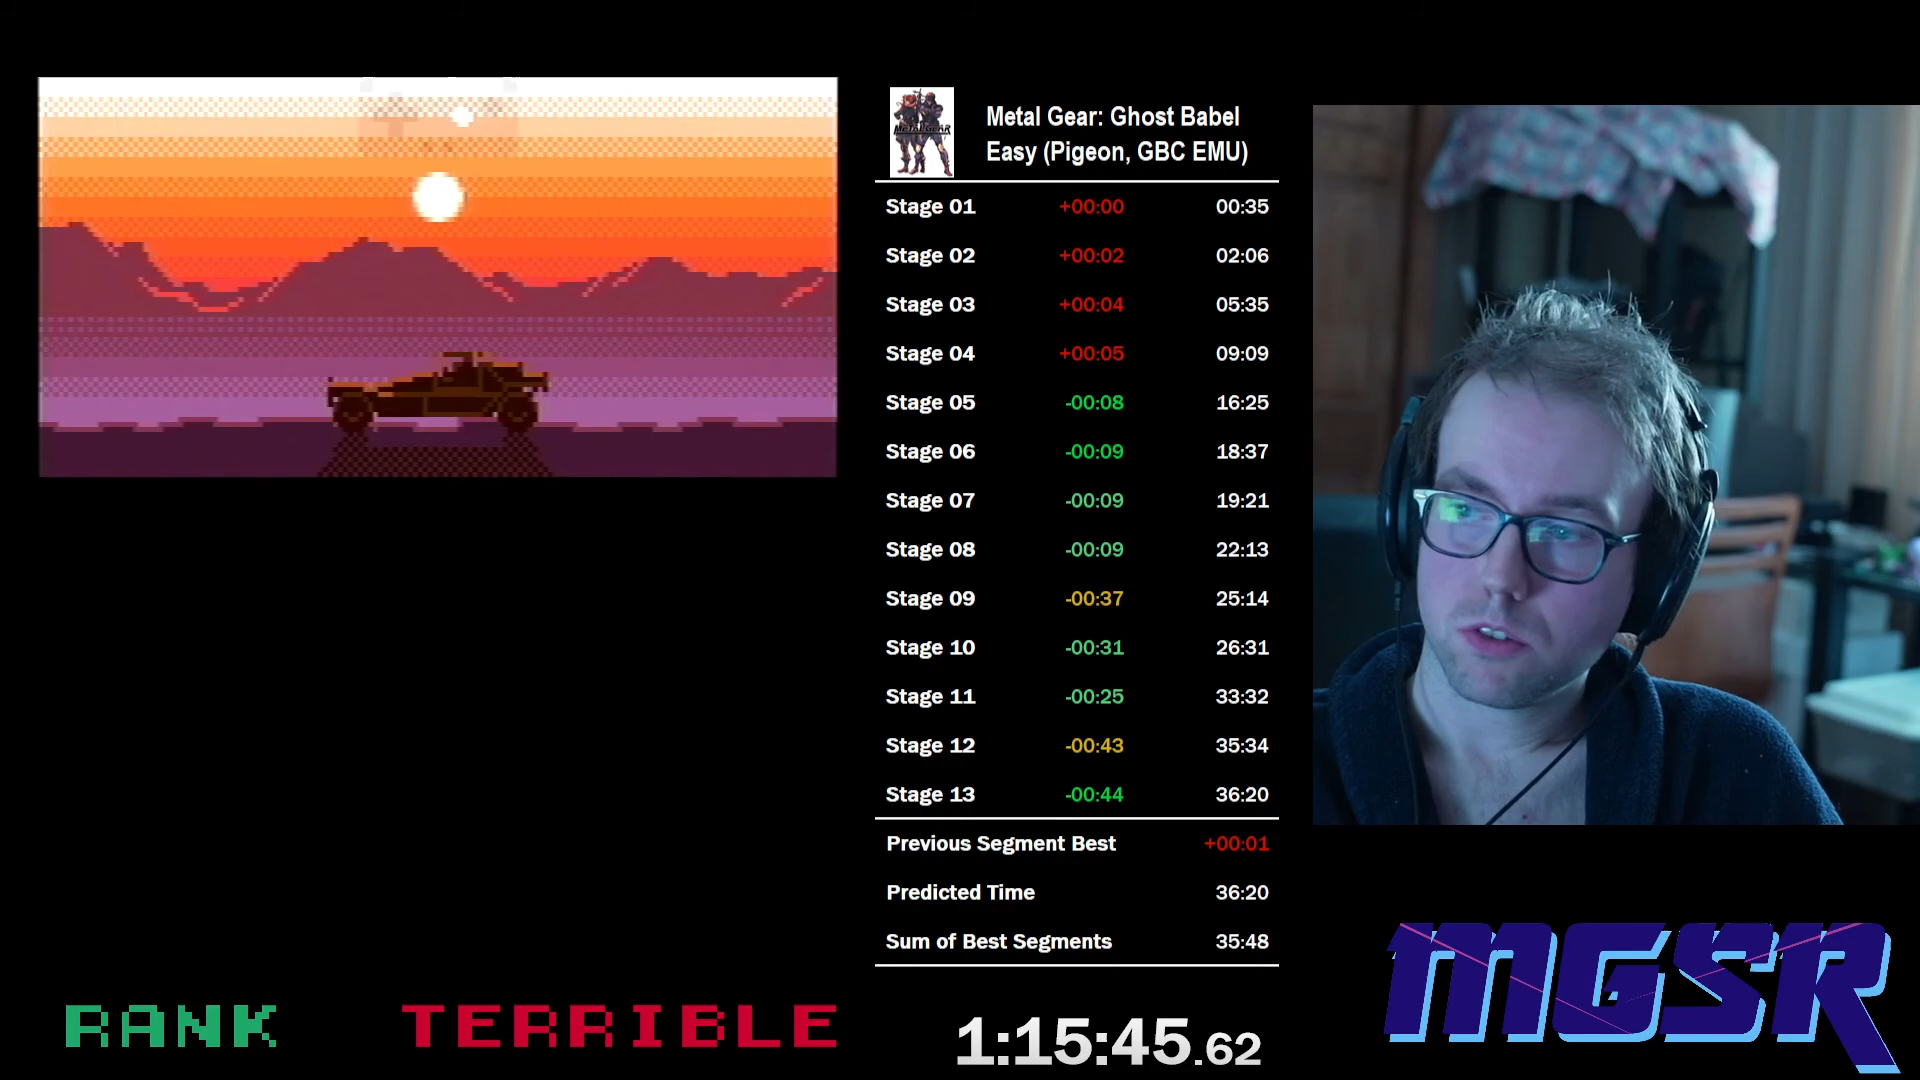 METAL GEAR
Metal Gear: Ghost Babel
Easy (Pigeon, GBC EMU)
Stage 01 +00:00 00:35
Stage 02 +00:02 02:06
Stage 03 +00:04 05:35
Stage 04 +00:05 09:09
Stage 05 -00:08 16:25
Stage 06 -00:09 18:37
Stage 07 -00:09 19:21
Stage 08 -00:09 22:13
Stage 09 -00:37 25:14
Stage 10 -00:31 26:31
Stage 11 -00:25 33:32
Stage 12 -00:43 35:34
Stage 13 -00:44 36:20
Previous Segment Best +00:01
Predicted Time 36:20
Sum of Best Segments 35:48
RANK TERRIBLE
1:15:45.62
MGSR